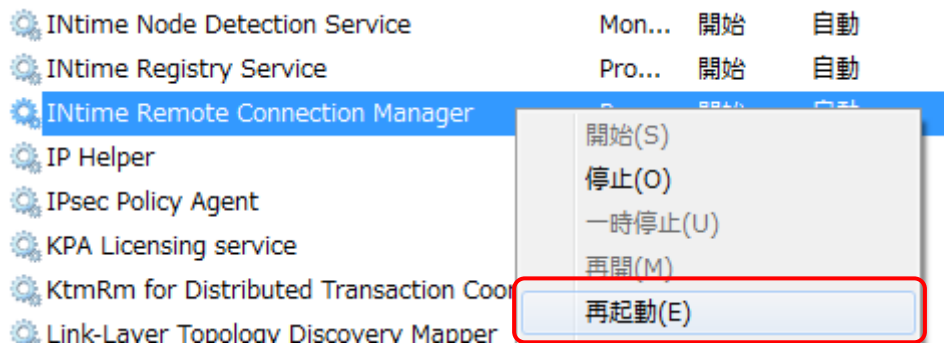 INtime Node Detection Service Mon... 開始 自動
INtime Registry Service Pro... 開始 自動
INtime Remote Connection Manager
開始(S)
IP Helper
停止(O)
IPsec Policy Agent
一時停止(U)
KPA Licensing service
再開(M)
KtmRm for Distributed Transaction Coor
再起動(E)
Link-Layer Topology Discovery Mapper